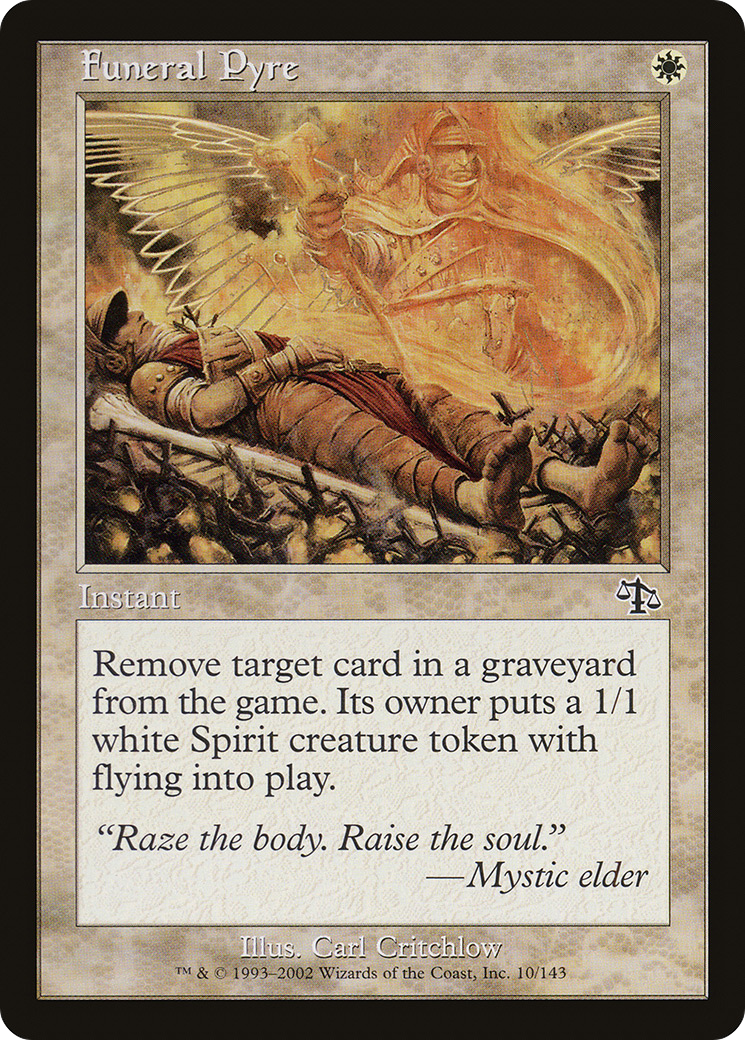 Funeral Pyre
Instant
Remove target card in a graveyard
from the game. Its owner puts a 1/1
white Spirit creature token with
flying into play.
“Raze the body. Raise the soul.”
—Mystic elder
Illus. Carl Critchlow
™ & © 1993–2002 Wizards of the Coast, Inc. 10/143